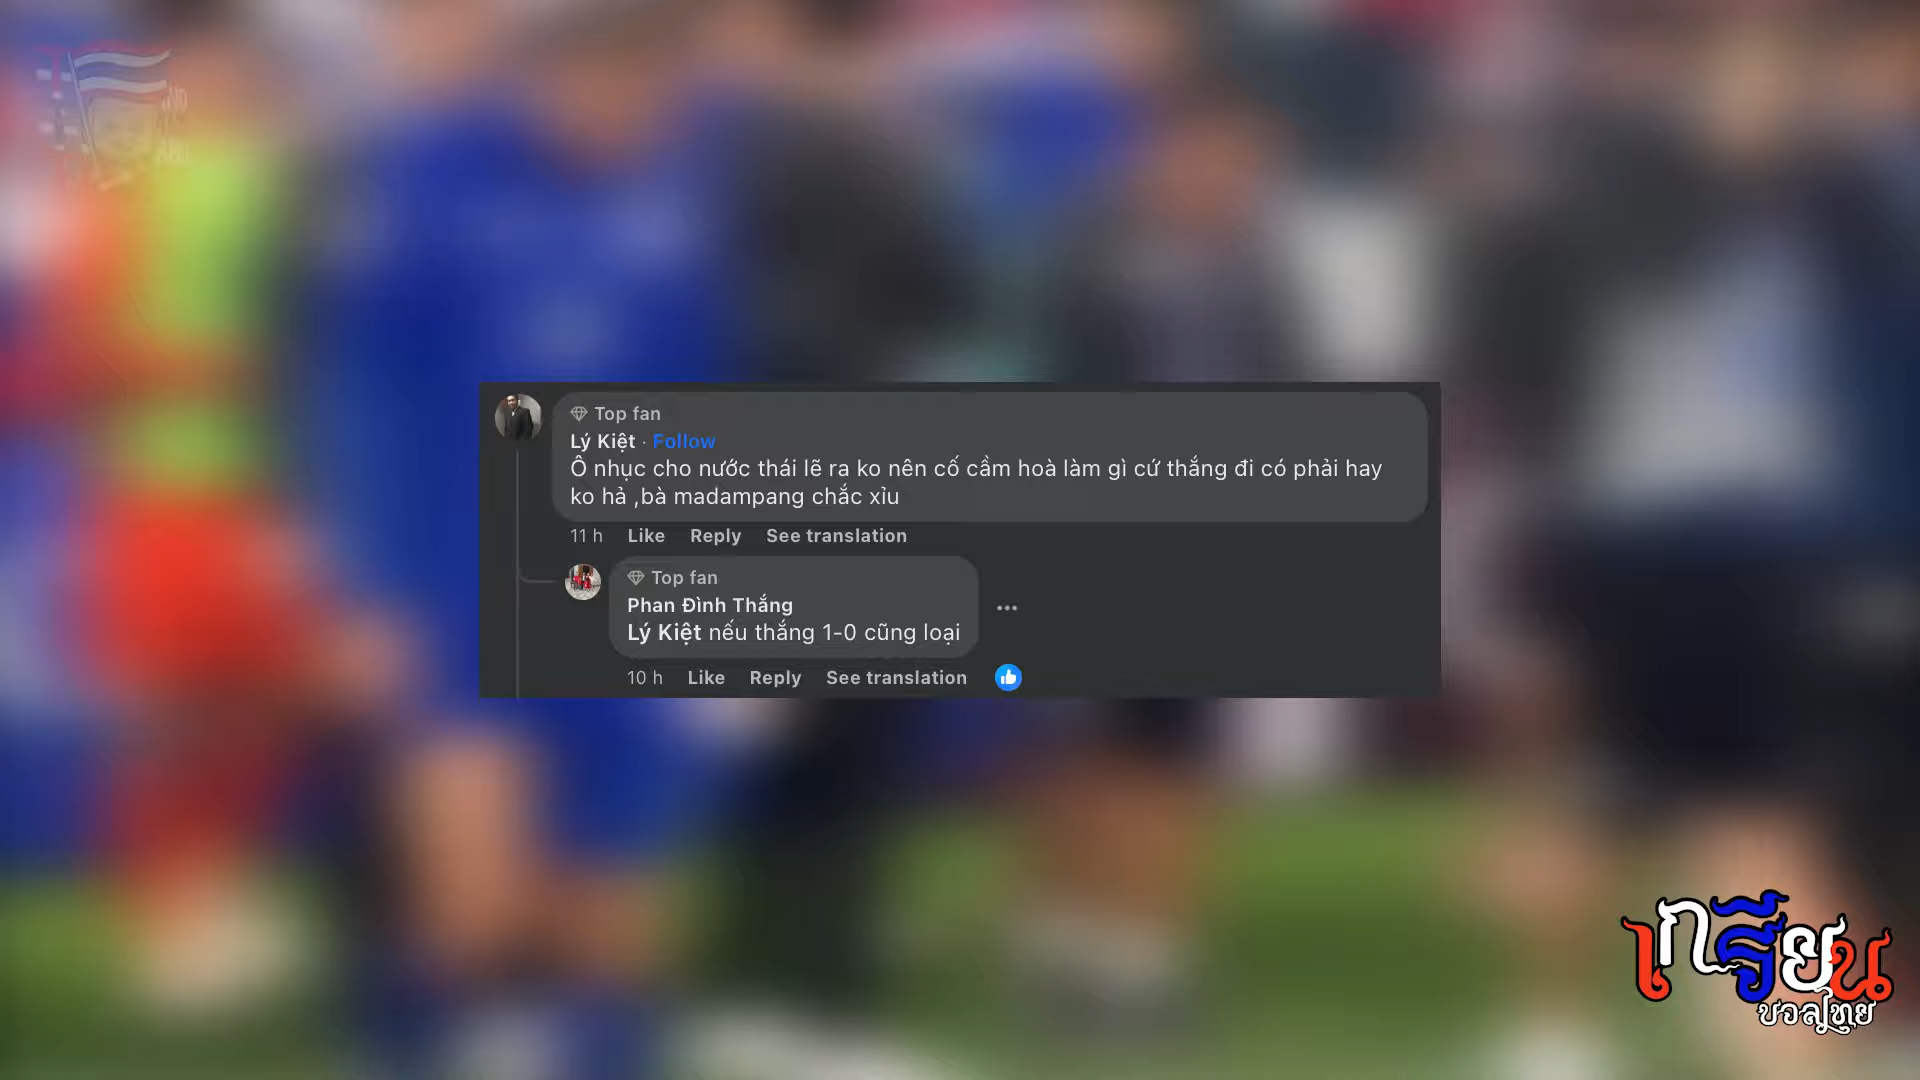 Top fan
Lý Kiệt · Follow
Ô nhục cho nước thái lẽ ra ko nên cố cầm hoà làm gì cứ thắng đi có phải hay
ko hả ,bà madampang chắc xỉu
11 h Like Reply See translation
Top fan
Phan Đình Thắng
Lý Kiệt nếu thắng 1-0 cũng loại
10 h Like Reply See translation
เกรียน
บอลไทย